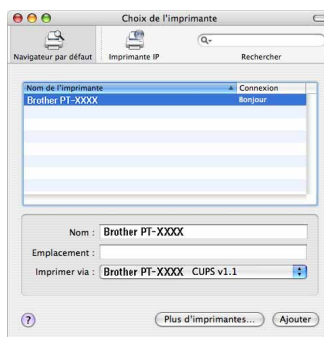 Choix de l'imprimante
Q-
Navigateur par défaut Imprimante IP Rechercher
Nom de l'imprimante Connexion
Brother PT-XXXX Bonjour
Nom : Brother PT-XXXX
Emplacement :
Imprimer via : Brother PT-XXXX CUPS v1.1
? Plus d'imprimantes... Ajouter